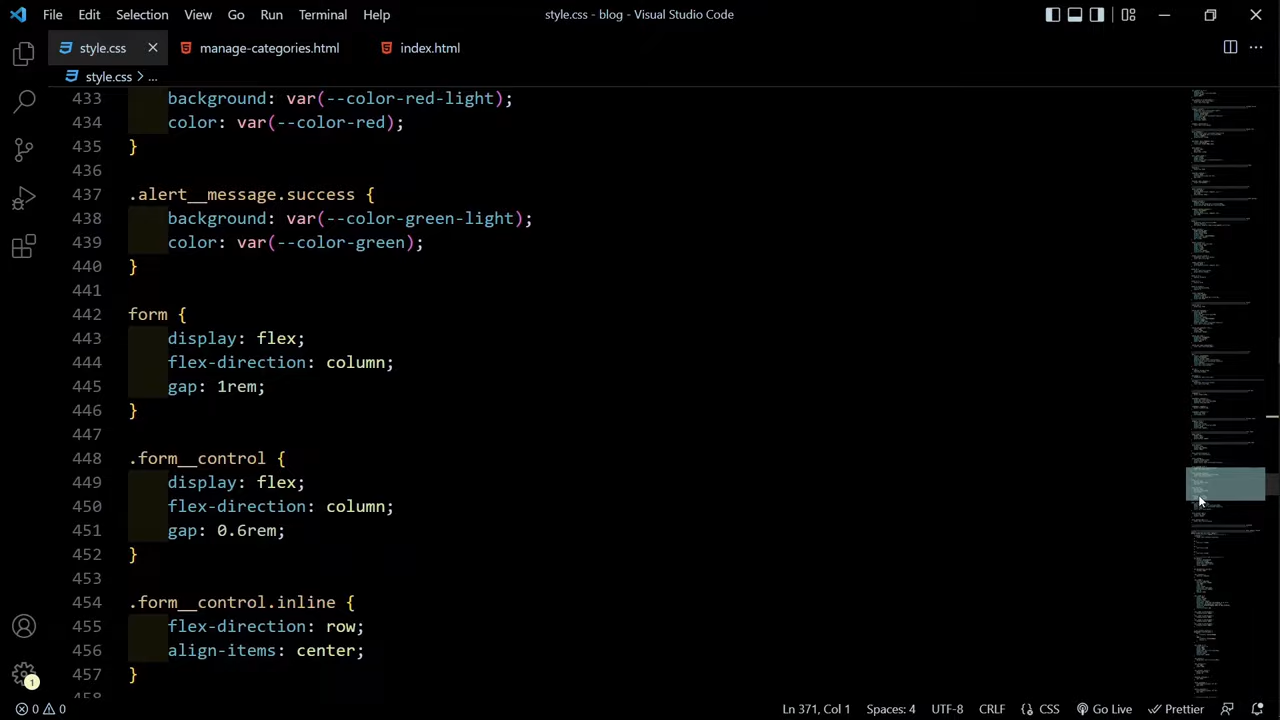 File Edit Selection View Go Run Terminal Help style.css - blog - Visual Studio Code
style.css manage-categories.html index.html
style.css > ...
433 background: var(--color-red-light);
434 color: var(--color-red);
435 }
436
437 .alert__message.success {
438 background: var(--color-green-light);
439 color: var(--color-green);
440 }
441
442 form {
443 display: flex;
444 flex-direction: column;
445 gap: 1rem;
446 }
447
448 .form__control {
449 display: flex;
450 flex-direction: column;
451 gap: 0.6rem;
452 }
453
454 .form__control.inline {
455 flex-direction: row;
456 align-items: center;
457 }
458
1
0 0 Ln 371, Col 1 Spaces: 4 UTF-8 CRLF {} CSS Go Live Prettier